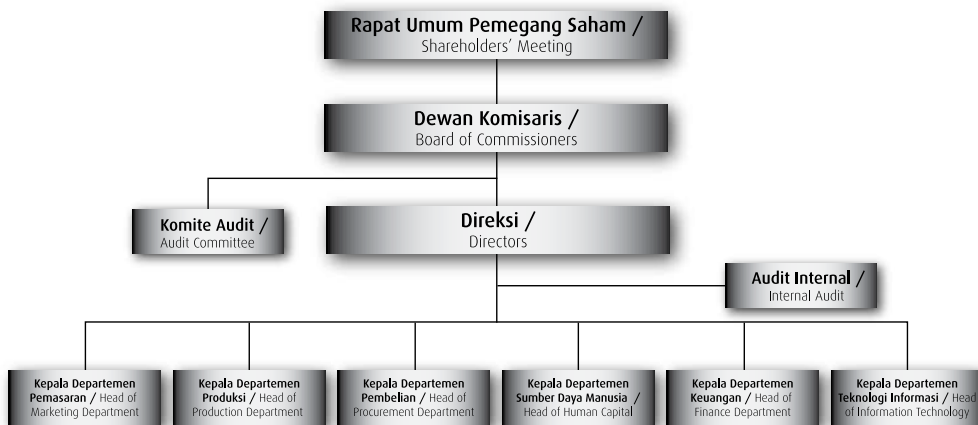 Rapat Umum Pemegang Saham /
Shareholders' Meeting
Dewan Komisaris /
Board of Commissioners
Komite Audit /
Audit Committee
Direksi /
Directors
Audit Internal /
Internal Audit
Kepala Departemen
Pemasaran / Head of
Marketing Department
Kepala Departemen
Produksi / Head of
Production Department
Kepala Departemen
Pembelian / Head of
Procurement Department
Kepala Departemen
Sumber Daya Manusia /
Head of Human Capital
Kepala Departemen
Keuangan / Head of
Finance Department
Kepala Departemen
Teknologi Informasi / Head
of Information Technology